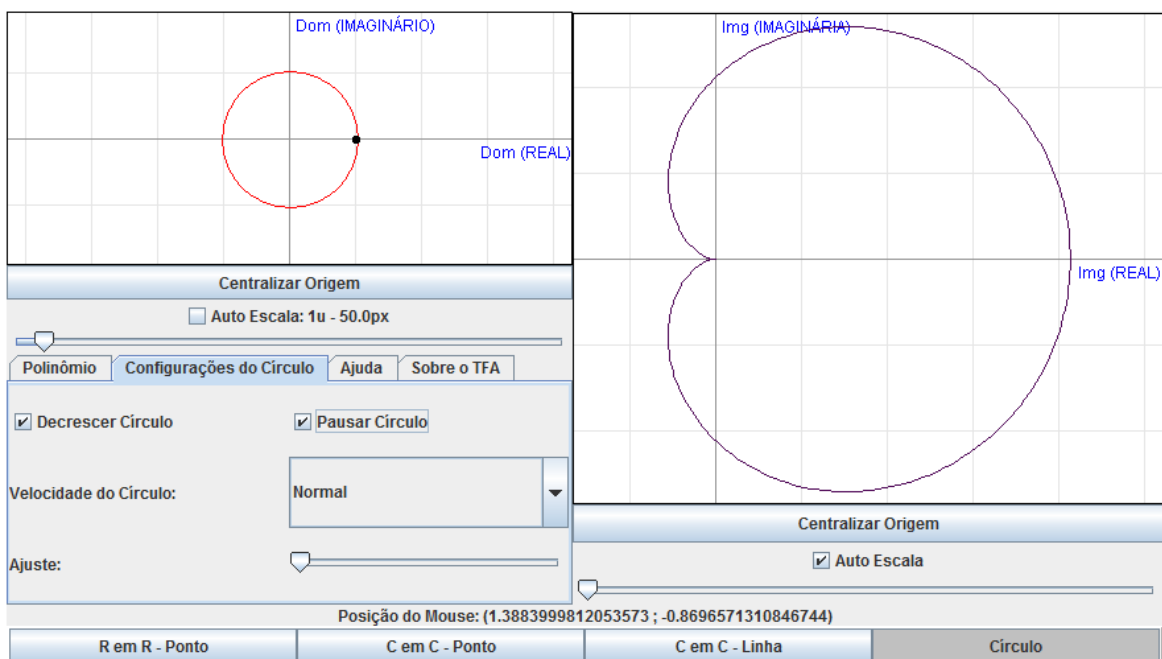 Dom (IMAGINÁRIO)
Dom (REAL)
Img (IMAGINÁRIA)
Img (REAL)
Centralizar Origem
Auto Escala: 1u - 50.0px
Polinômio Configurações do Círculo Ajuda Sobre o TFA
Decrescer Círculo Pausar Círculo
Velocidade do Círculo: Normal
Ajuste:
Centralizar Origem
Auto Escala
Posição do Mouse: (1.3883999812053573 ; -0.8696571310846744)
R em R - Ponto C em C - Ponto C em C - Linha Círculo